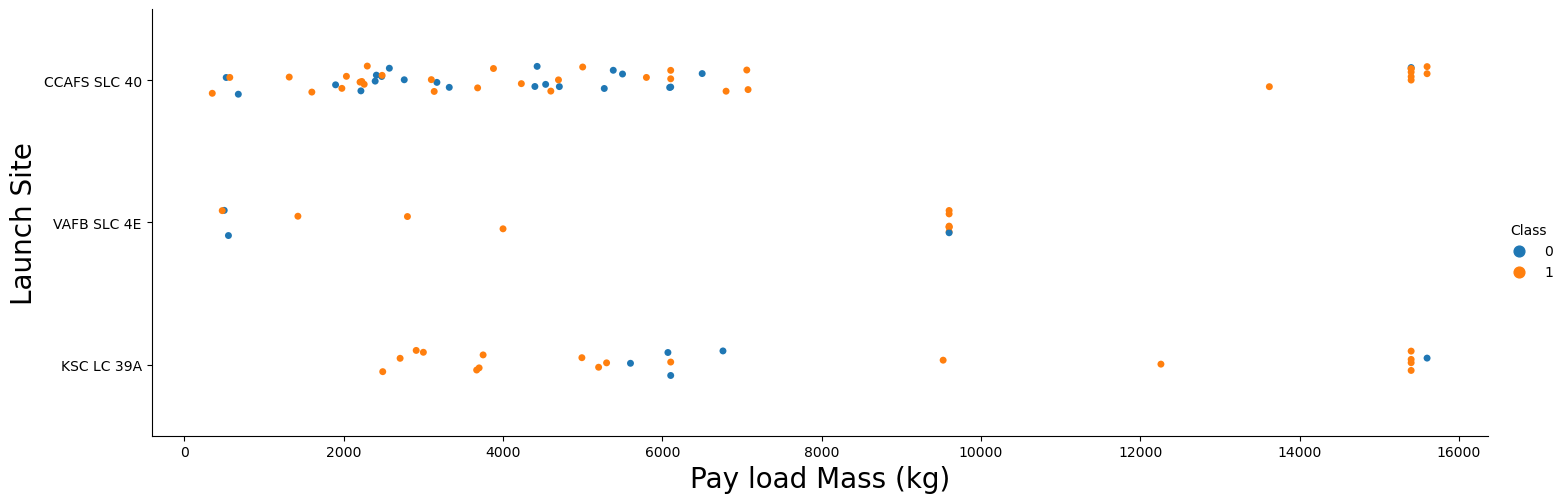 Launch Site
CCAFS SLC 40
VAFB SLC 4E
KSC LC 39A
0 2000 4000 6000 8000 10000 12000 14000 16000
Pay load Mass (kg)
Class
0
1